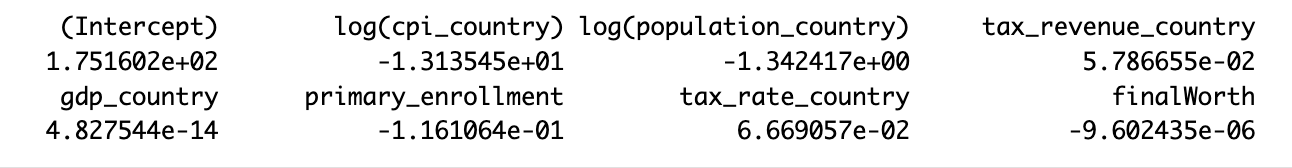 (Intercept) log(cpi_country) log(population_country) tax_revenue_country
1.751602e+02 -1.313545e+01 -1.342417e+00 5.786655e-02
gdp_country primary_enrollment tax_rate_country finalWorth
4.827544e-14 -1.161064e-01 6.669057e-02 -9.602435e-06